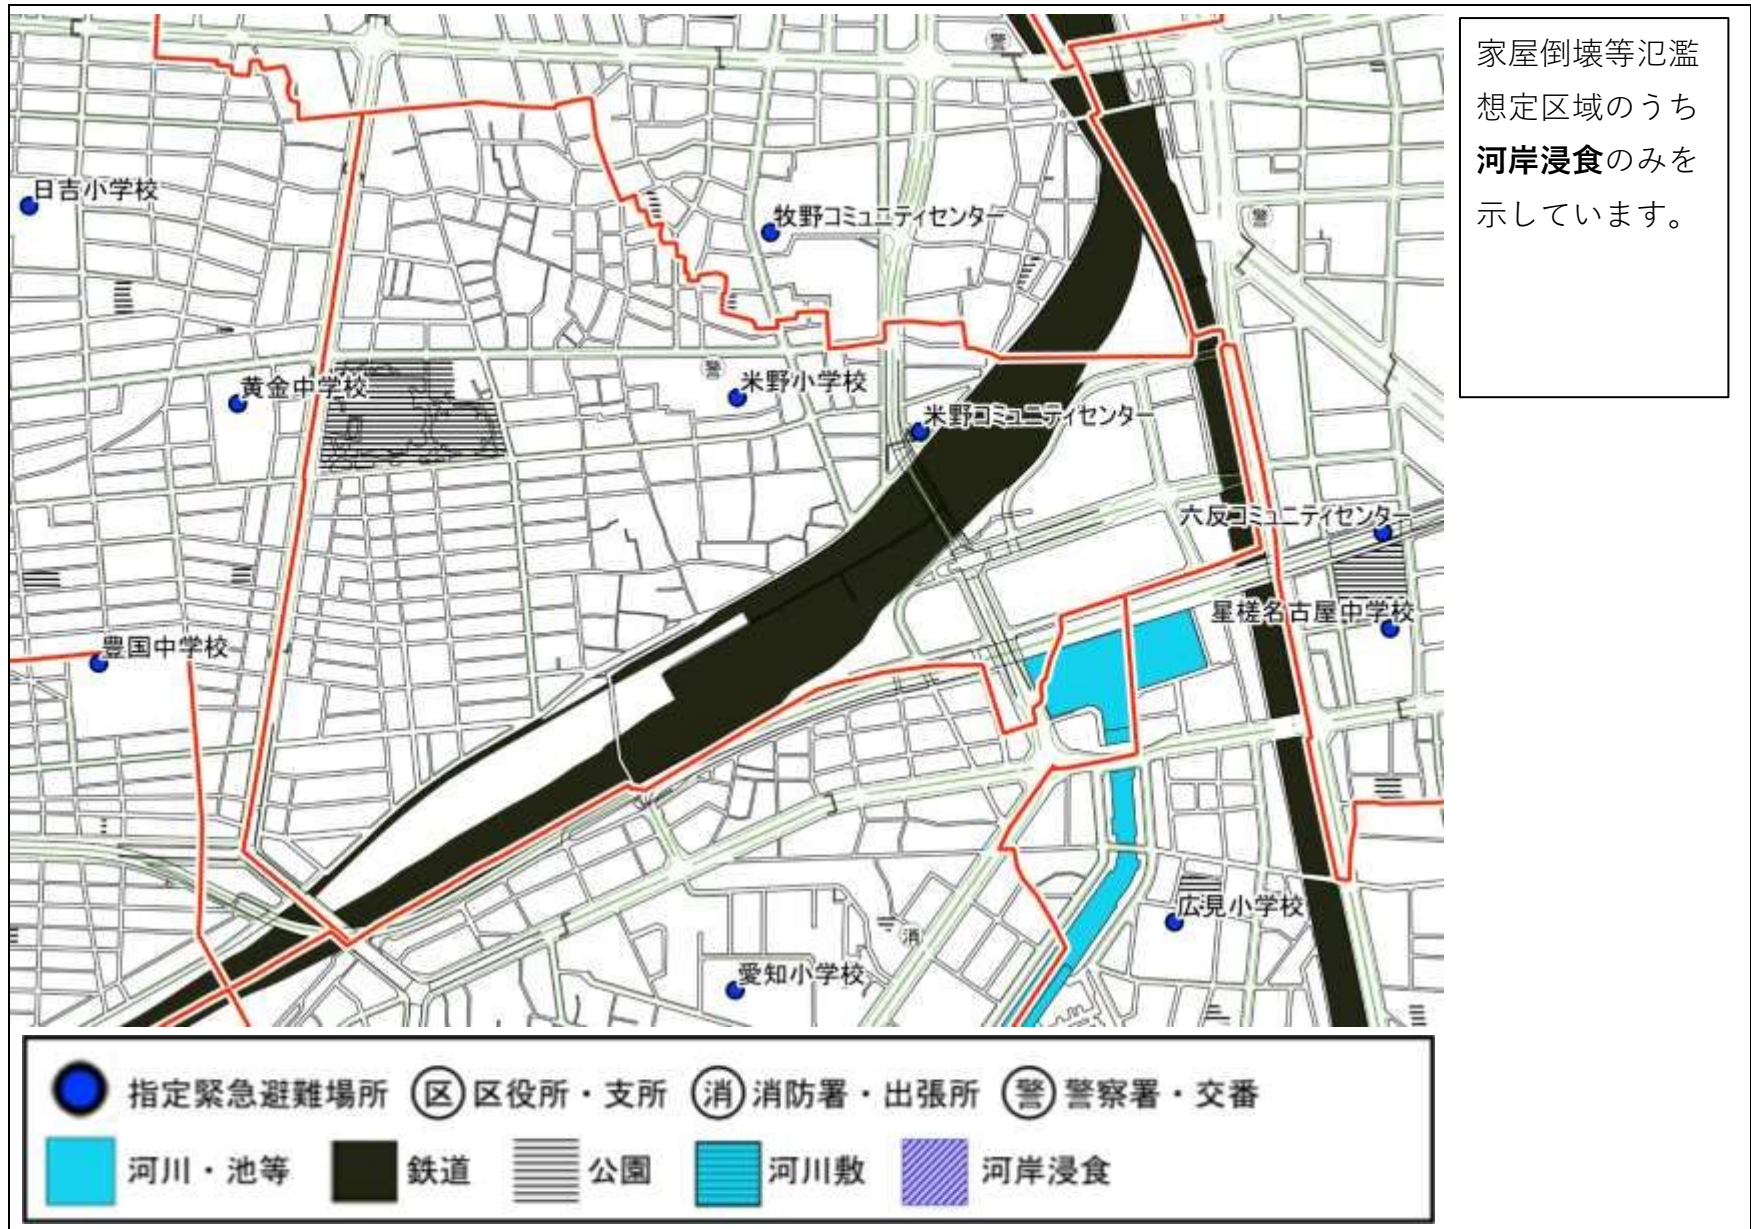 家屋倒壊等氾濫
想定区域のうち
河岸浸食のみを
示しています。
警
日吉小学校
牧野コミュニティセンター
警
黄金中学校
警
米野小学校
米野コミュニティセンター
六反コミュニティセンター
星槎名古屋中学校
豊国中学校
広見小学校
消
愛知小学校
指定緊急避難場所
区 区役所・支所
消 消防署・出張所
警 警察署・交番
河川・池等
鉄道
公園
河川敷
河岸浸食